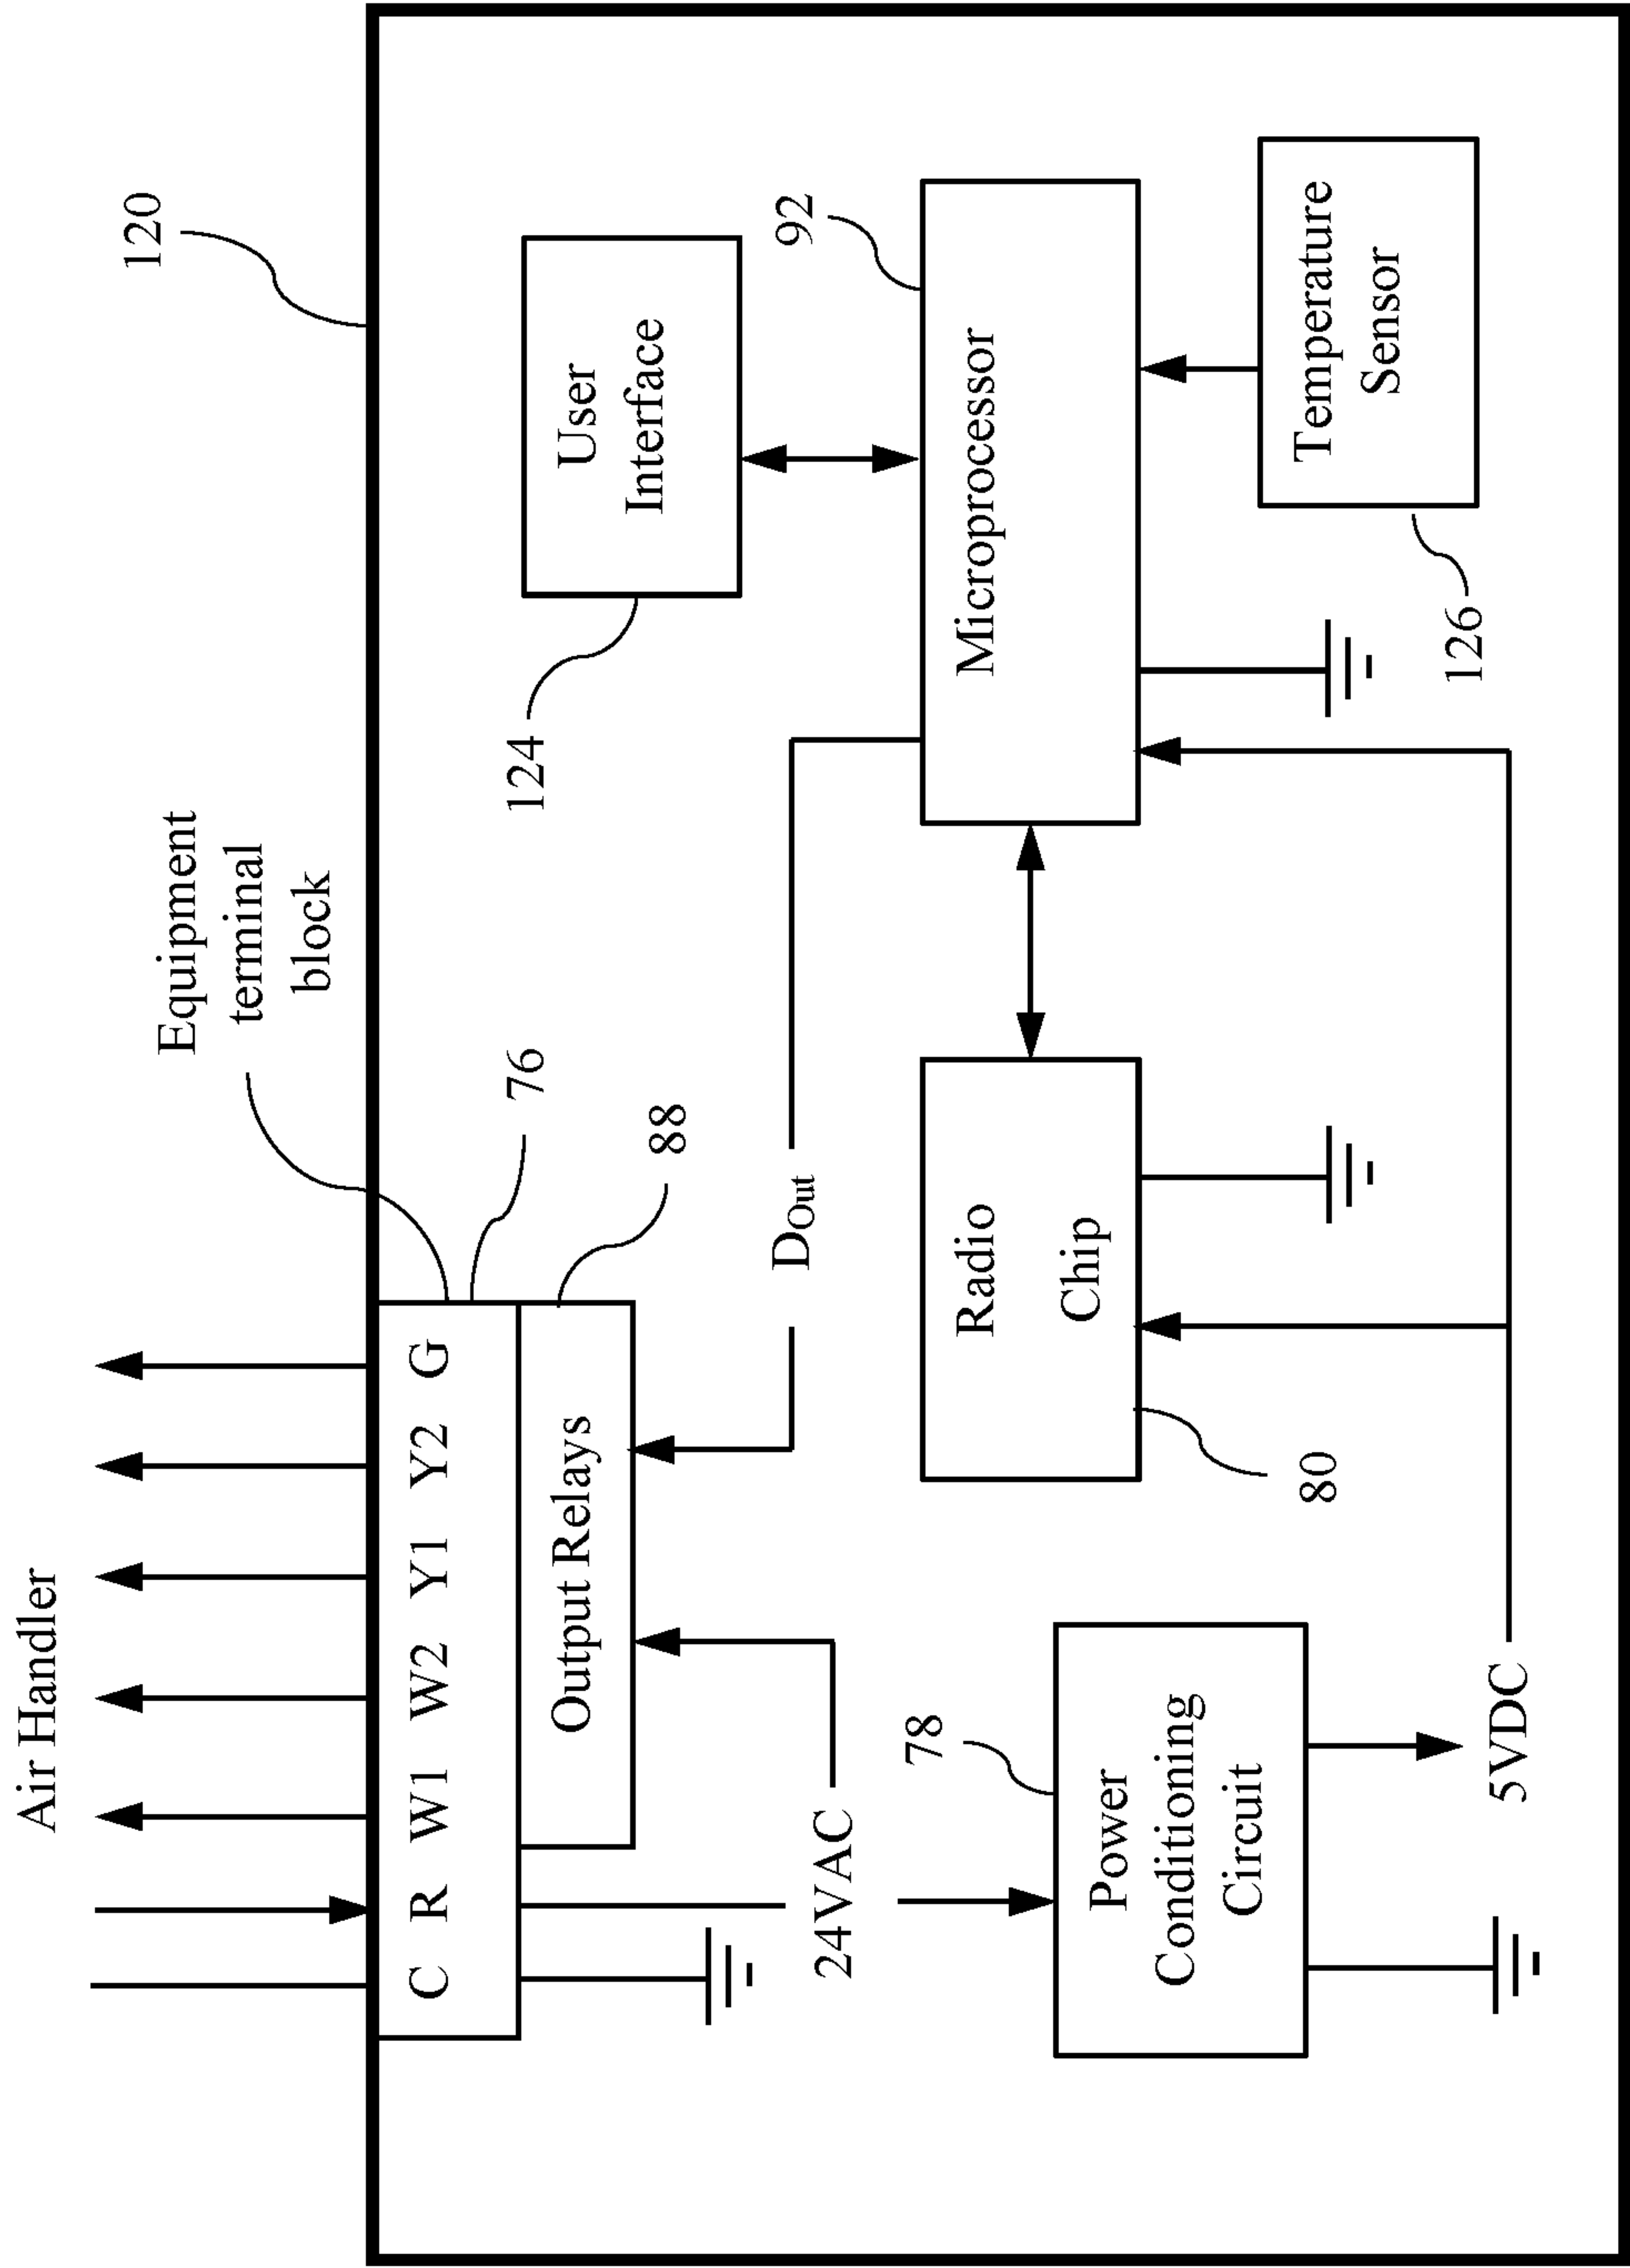 Air Handler
Equipment
terminal
block
120
C R W1 W2 Y1 Y2 G
76
Output Relays
88
124
User
Interface
24VAC
DOut
92
78
Power
Conditioning
Circuit
Radio
Chip
Microprocessor
80
126
Temperature
Sensor
5VDC